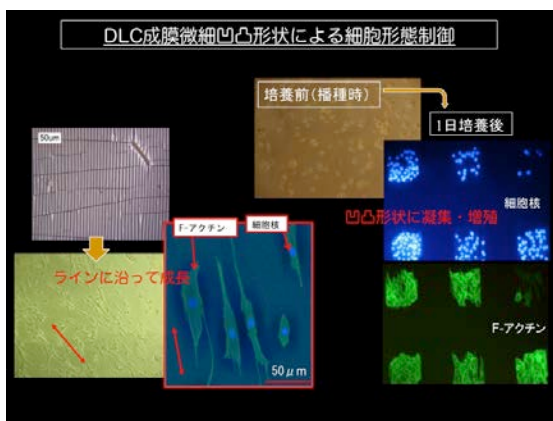 DLC成膜微細凹凸形状による細胞形態制御
培養前(播種時)
1日培養後
50um
細胞核
凹凸形状に凝集・増殖
F-アクチン
細胞核
ラインに沿って成長
F-アクチン
50μm